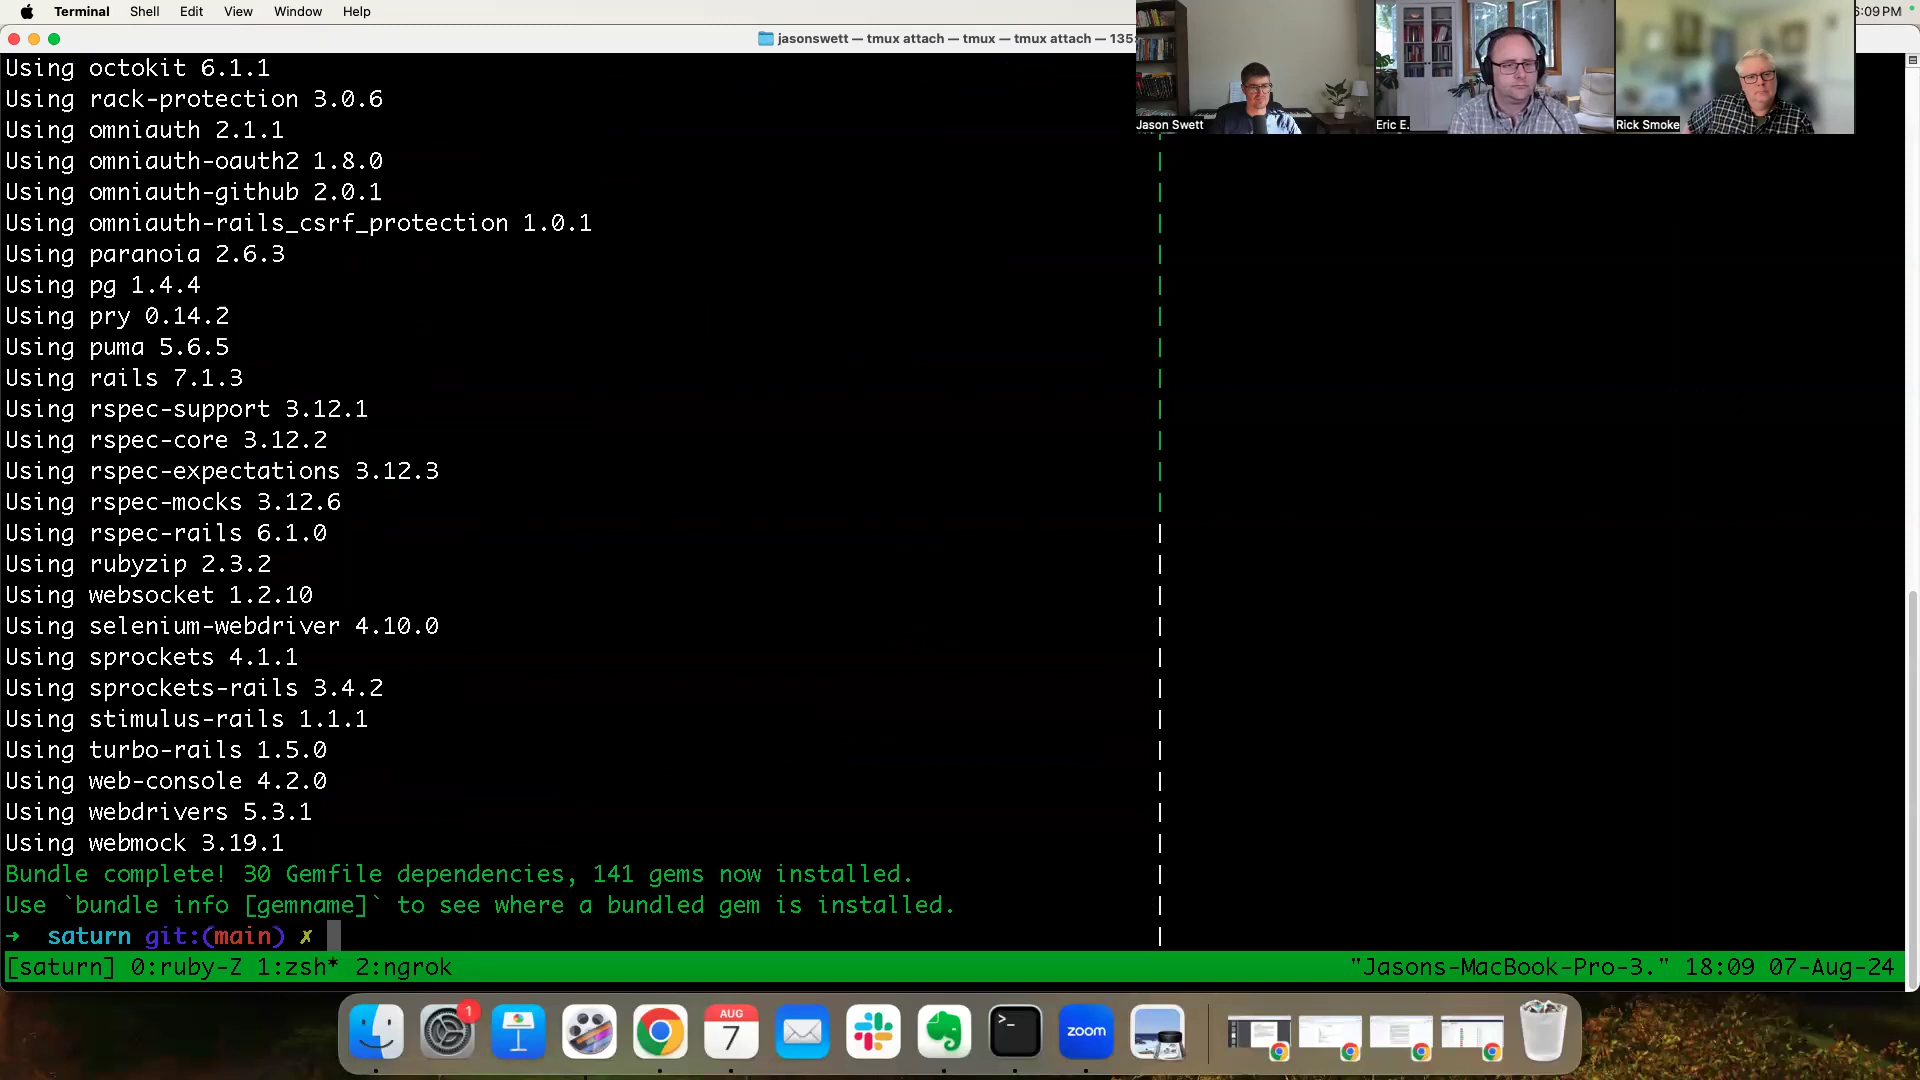 Terminal Shell Edit View Window Help
6:09 PM
jasonswett — tmux attach — tmux — tmux attach — 135
Using octokit 6.1.1
Using rack-protection 3.0.6
Using omniauth 2.1.1
Jason Swett
Eric E.
Rick Smoke
Using omniauth-oauth2 1.8.0
Using omniauth-github 2.0.1
Using omniauth-rails_csrf_protection 1.0.1
Using paranoia 2.6.3
Using pg 1.4.4
Using pry 0.14.2
Using puma 5.6.5
Using rails 7.1.3
Using rspec-support 3.12.1
Using rspec-core 3.12.2
Using rspec-expectations 3.12.3
Using rspec-mocks 3.12.6
Using rspec-rails 6.1.0
Using rubyzip 2.3.2
Using websocket 1.2.10
Using selenium-webdriver 4.10.0
Using sprockets 4.1.1
Using sprockets-rails 3.4.2
Using stimulus-rails 1.1.1
Using turbo-rails 1.5.0
Using web-console 4.2.0
Using webdrivers 5.3.1
Using webmock 3.19.1
Bundle complete! 30 Gemfile dependencies, 141 gems now installed.
Use `bundle info [gemname]` to see where a bundled gem is installed.
→ saturn git:(main) ✗
[saturn] 0:ruby-Z 1:zsh* 2:ngrok "Jasons-MacBook-Pro-3." 18:09 07-Aug-24
1
AUG
7
>_
zoom